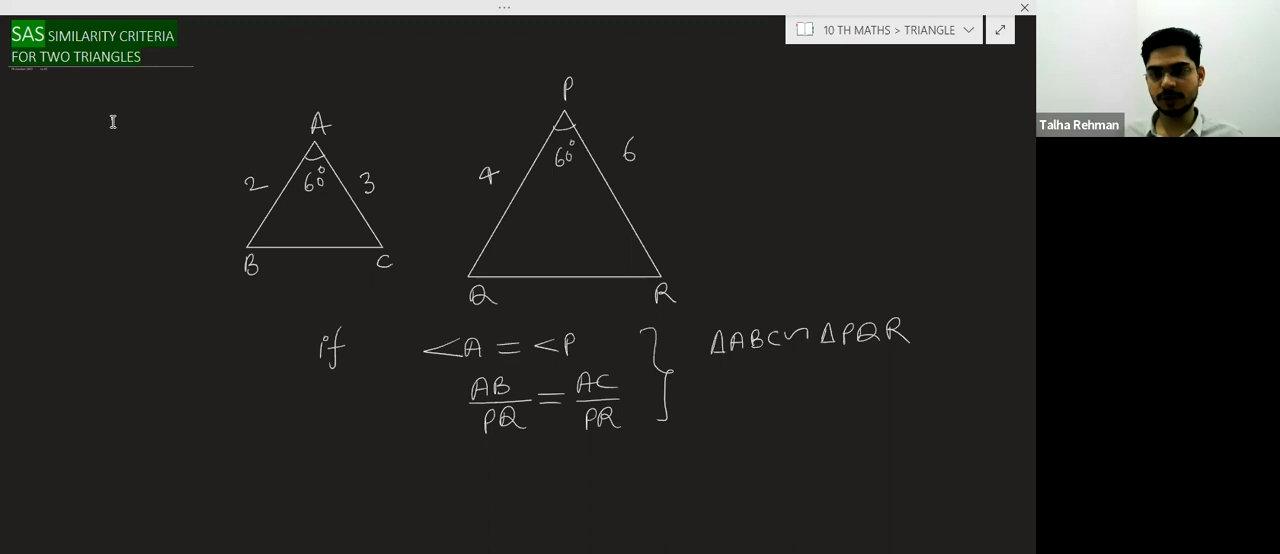 SAS SIMILARITY CRITERIA
FOR TWO TRIANGLES
10 TH MATHS > TRIANGLE
Talha Rehman
P
A
60°
60°
4
6
2
3
B
C
Q
R
if
<A = <P
ΔABC ∽ ΔPQR
AB/PQ = AC/PR